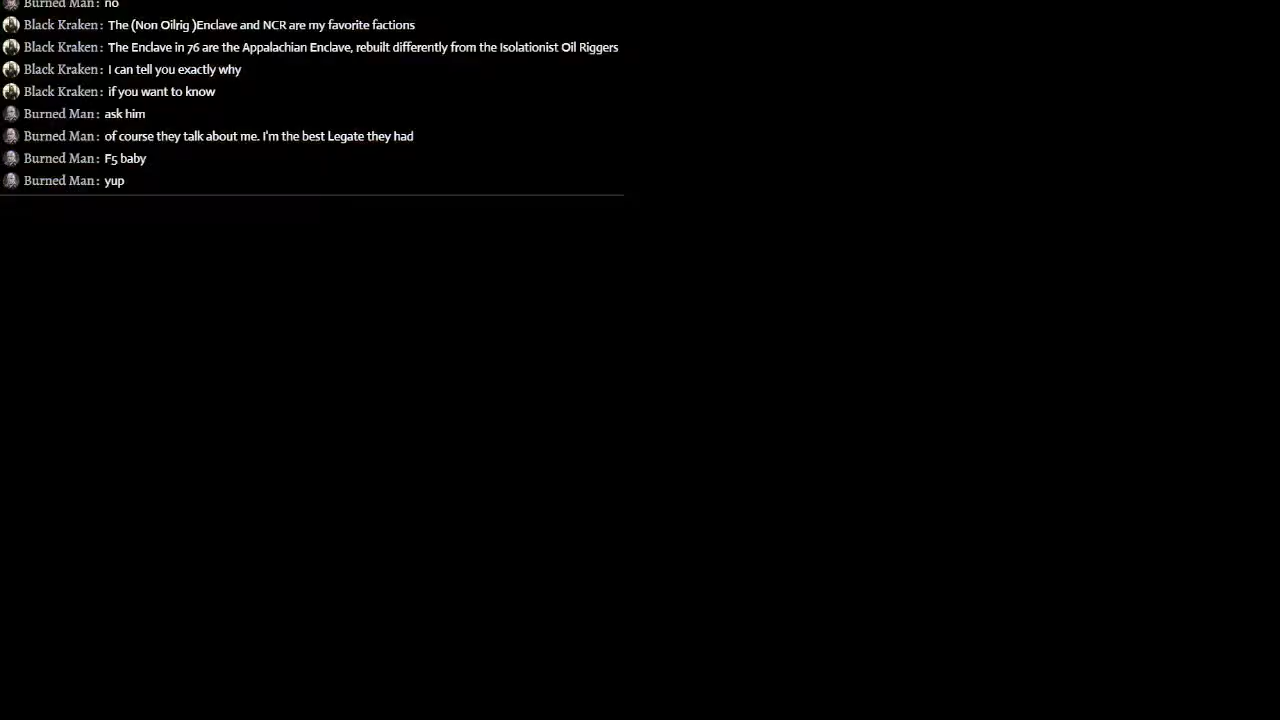 Burned Man: no
Black Kraken: The (Non Oilrig )Enclave and NCR are my favorite factions
Black Kraken: The Enclave in 76 are the Appalachian Enclave, rebuilt differently from the Isolationist Oil Riggers
Black Kraken: I can tell you exactly why
Black Kraken: if you want to know
Burned Man: ask him
Burned Man: of course they talk about me. I'm the best Legate they had
Burned Man: F5 baby
Burned Man: yup